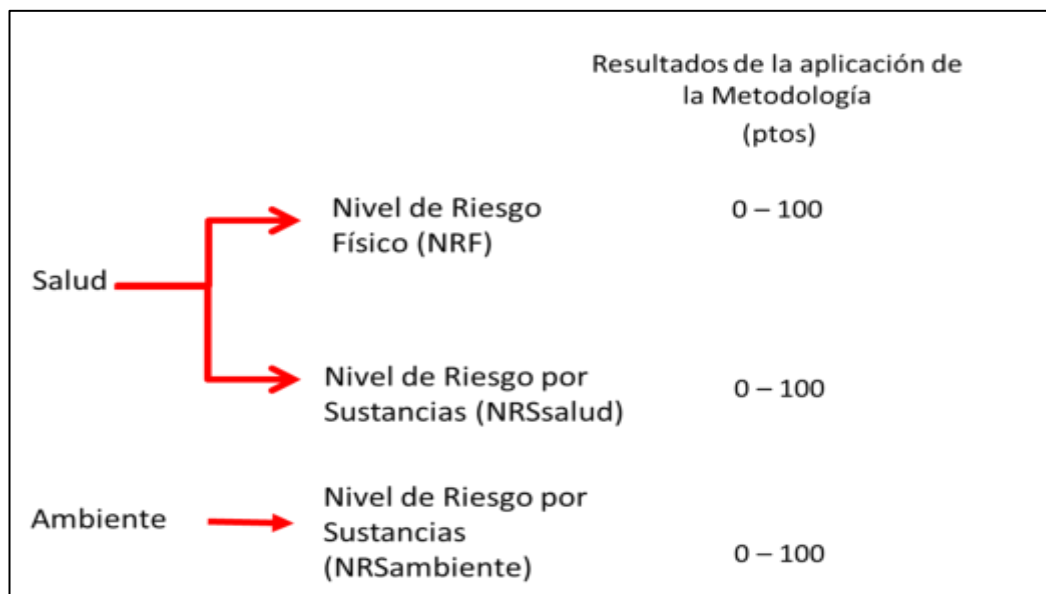 Resultados de la aplicación de
la Metodología
(ptos)
Salud
Nivel de Riesgo
Físico (NRF)
0 – 100
Nivel de Riesgo por
Sustancias (NRSsalud)
0 – 100
Ambiente
Nivel de Riesgo por
Sustancias
(NRSambiente)
0 – 100